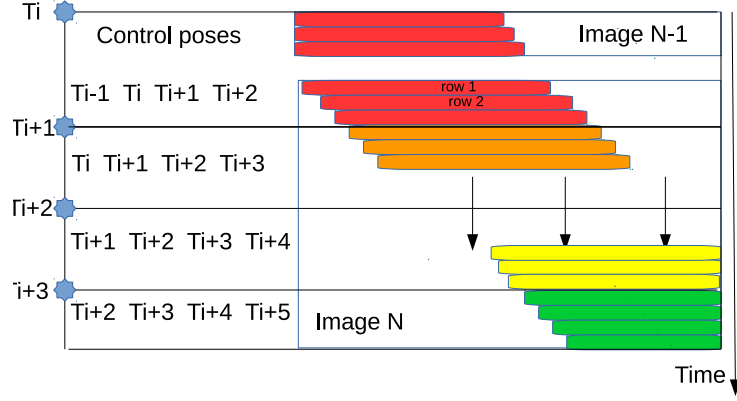 Ti
Control poses
Image N-1
Ti-1 Ti Ti+1 Ti+2
row 1
row 2
Ti+1
Ti Ti+1 Ti+2 Ti+3
Ti+2
Ti+1 Ti+2 Ti+3 Ti+4
i+3
Ti+2 Ti+3 Ti+4 Ti+5
Image N
Time